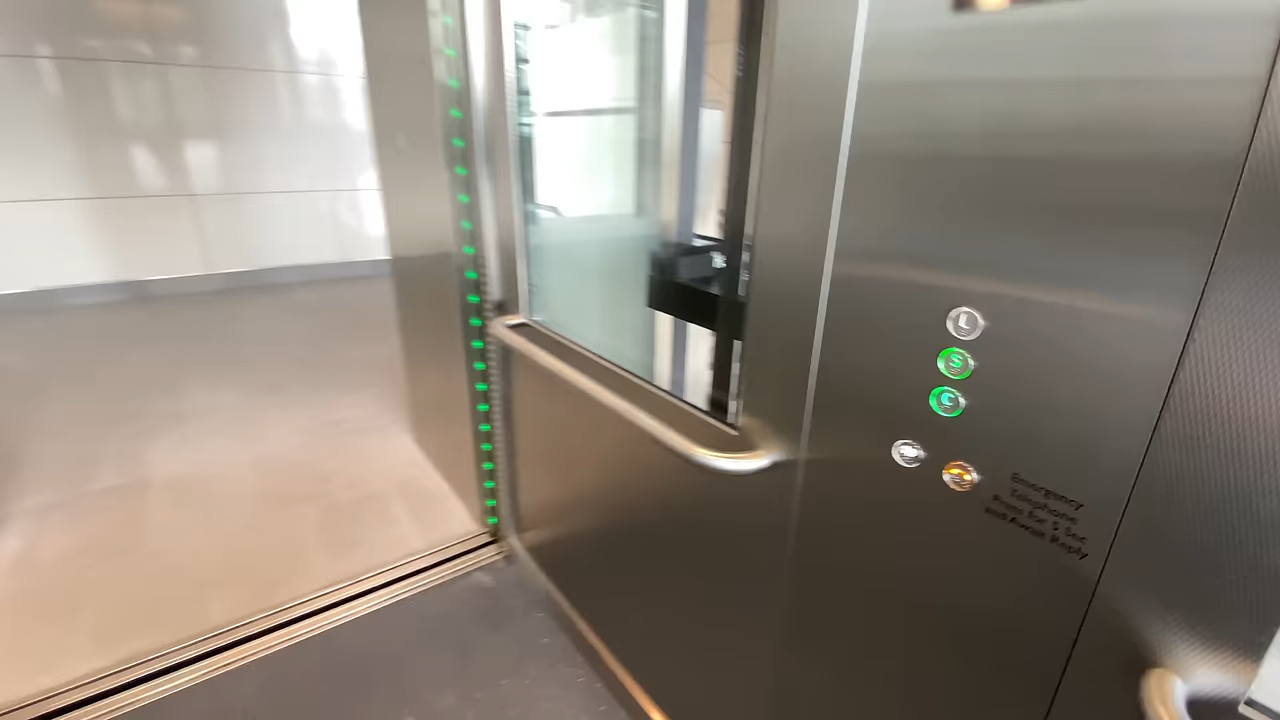 L
S
C
Emergency
Telephone
Press for 5 Sec
and Await Reply